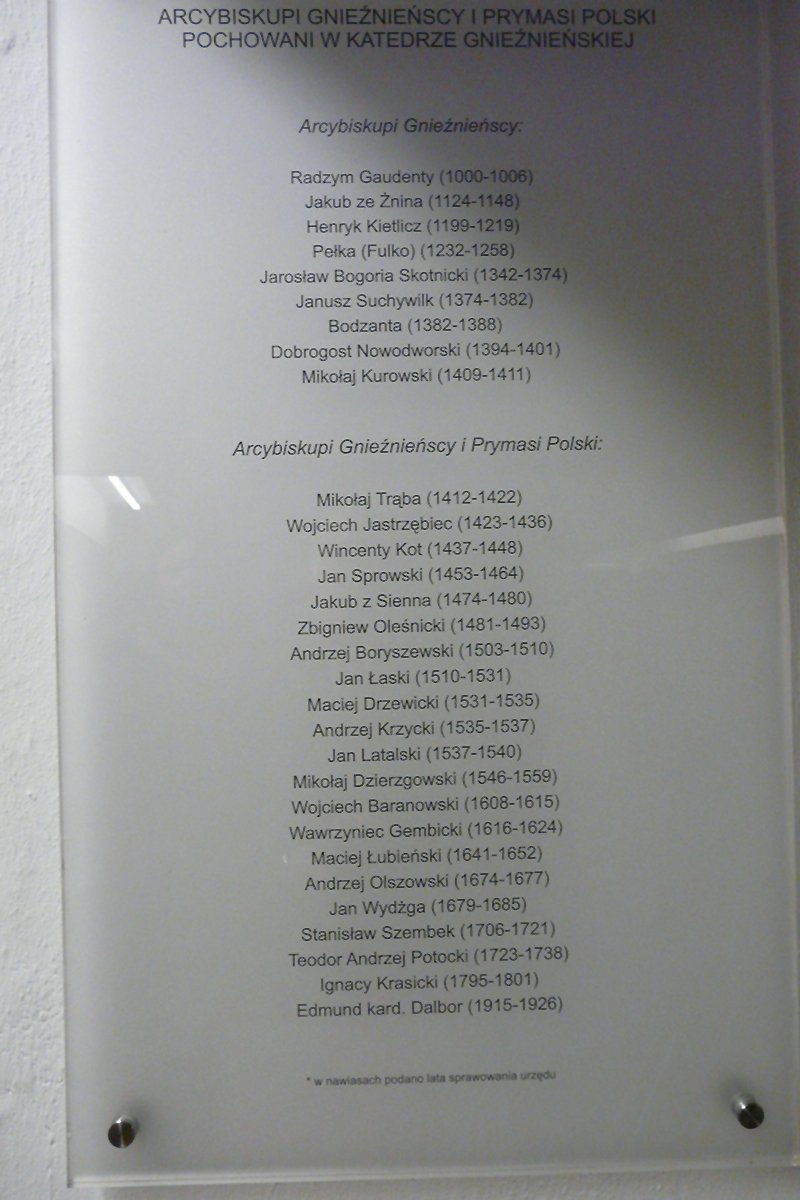 ARCYBISKUPI GNIEŹNIEŃSCY I PRYMASI POLSKI
POCHOWANI W KATEDRZE GNIEŹNIEŃSKIEJ
Arcybiskupi Gnieźnieńscy:
Radzym Gaudenty (1000-1006)
Jakub ze Żnina (1124-1148)
Henryk Kietlicz (1199-1219)
Pełka (Fulko) (1232-1258)
Jarosław Bogoria Skotnicki (1342-1374)
Janusz Suchywilk (1374-1382)
Bodzanta (1382-1388)
Dobrogost Nowodworski (1394-1401)
Mikołaj Kurowski (1409-1411)
Arcybiskupi Gnieźnieńscy i Prymasi Polski:
Mikołaj Trąba (1412-1422)
Wojciech Jastrzębiec (1423-1436)
Wincenty Kot (1437-1448)
Jan Sprowski (1453-1464)
Jakub z Sienna (1474-1480)
Zbigniew Oleśnicki (1481-1493)
Andrzej Boryszewski (1503-1510)
Jan Łaski (1510-1531)
Maciej Drzewicki (1531-1535)
Andrzej Krzycki (1535-1537)
Jan Latalski (1537-1540)
Mikołaj Dzierzgowski (1546-1559)
Wojciech Baranowski (1608-1615)
Wawrzyniec Gembicki (1616-1624)
Maciej Łubieński (1641-1652)
Andrzej Olszowski (1674-1677)
Jan Wydżga (1679-1685)
Stanisław Szembek (1706-1721)
Teodor Andrzej Potocki (1723-1738)
Ignacy Krasicki (1795-1801)
Edmund kard. Dalbor (1915-1926)
* w nawiasach podano lata sprawowania urzędu